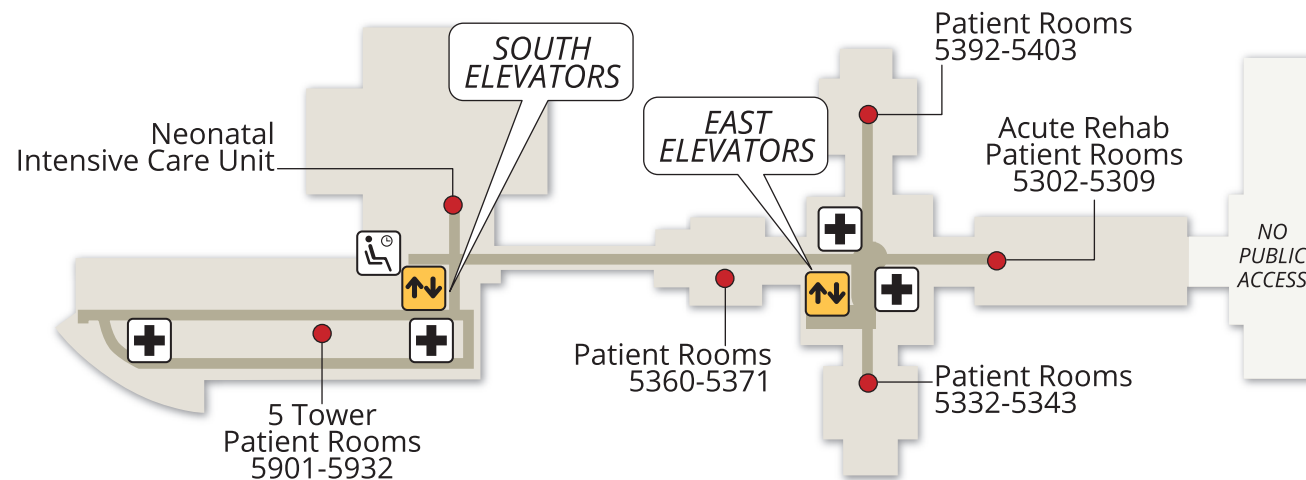 Patient Rooms
5392-5403
SOUTH
ELEVATORS
EAST
ELEVATORS
Neonatal
Intensive Care Unit
Acute Rehab
Patient Rooms
5302-5309
NO
PUBLIC
ACCESS
Patient Rooms
5360-5371
Patient Rooms
5332-5343
5 Tower
Patient Rooms
5901-5932